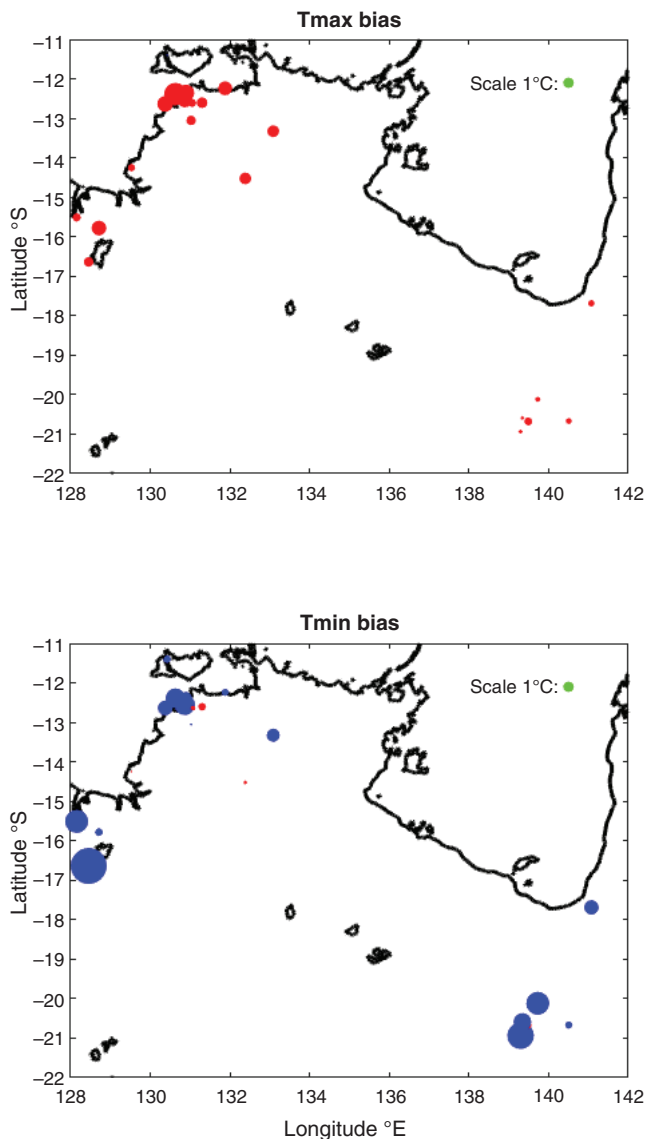 Tmax bias
–11
–12
–13
–14
–15
–16
–17
–18
–19
–20
–21
–22
Latitude °S
Scale 1°C:
128 130 132 134 136 138 140 142
Tmin bias
–11
–12
–13
–14
–15
–16
–17
–18
–19
–20
–21
–22
Latitude °S
Scale 1°C:
128 130 132 134 136 138 140 142
Longitude °E